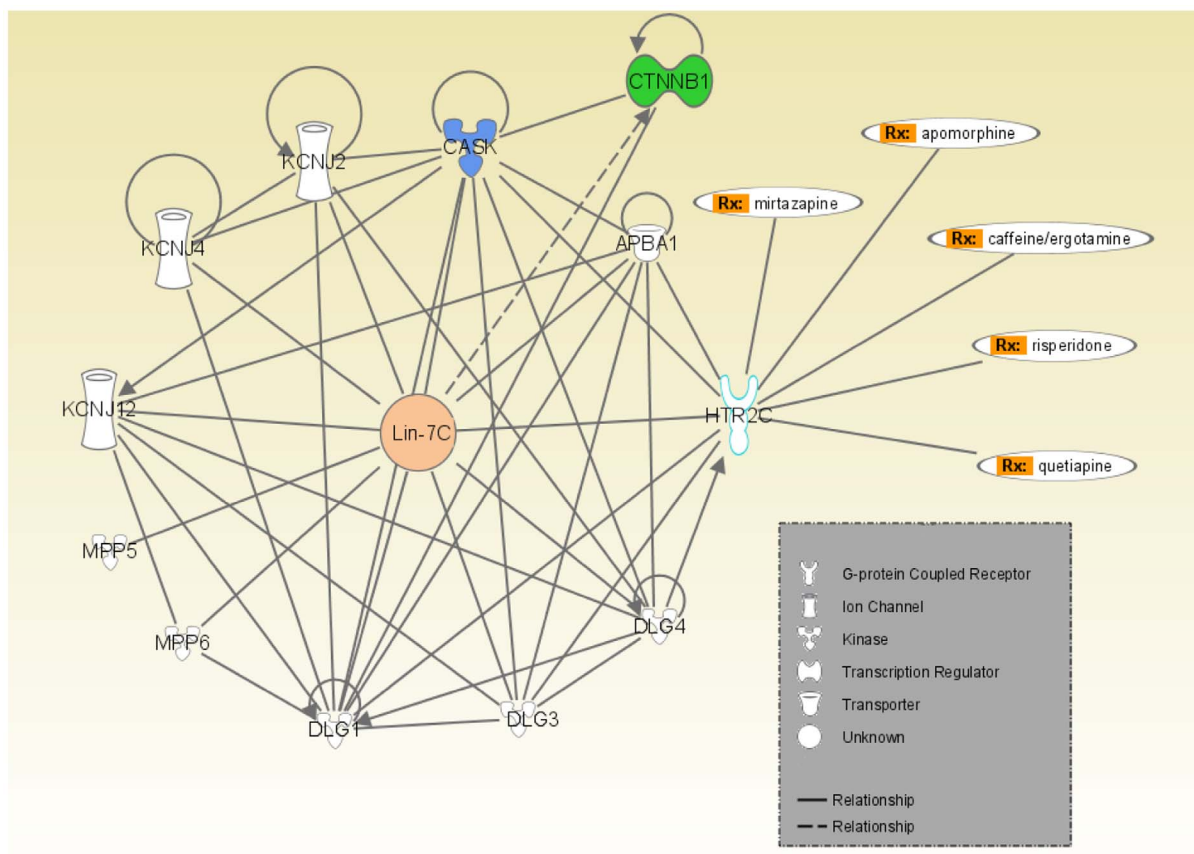 CTNNB1
KCNJ2
CASK
Rx: apomorphine
Rx: mirtazapine
KCNJ4
APBA1
Rx: caffeine/ergotamine
Rx: risperidone
KCNJ12
Lin-7C
HTR2C
Rx: quetiapine
MPP5
MPP6
DLG4
DLG1
DLG3
G-protein Coupled Receptor
Ion Channel
Kinase
Transcription Regulator
Transporter
Unknown
Relationship
Relationship